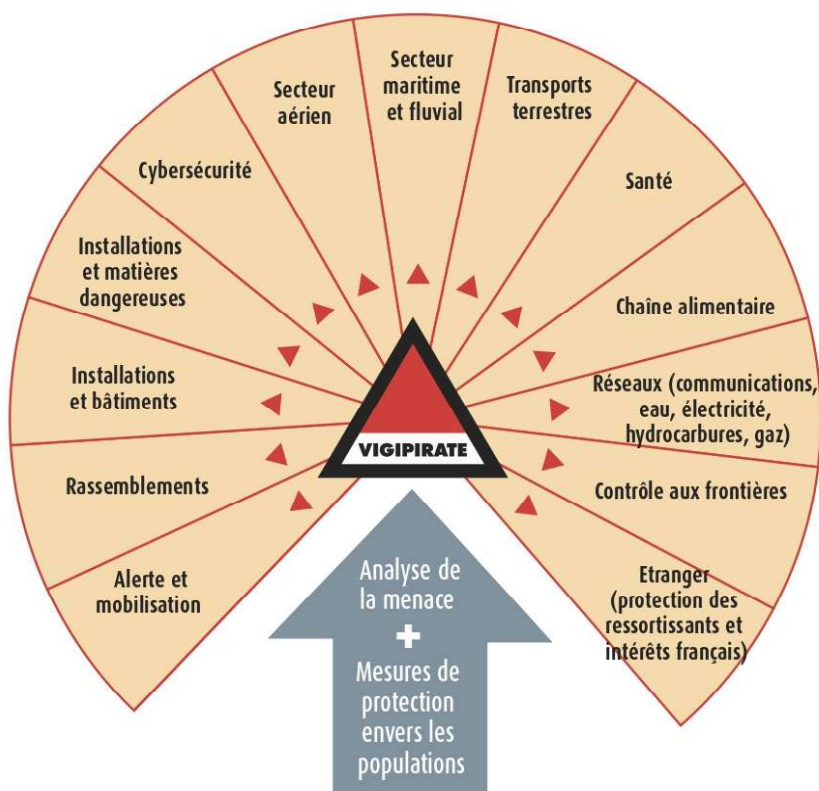 Alerte et
mobilisation
Rassemblements
Installations
et bâtiments
Installations
et matières
dangereuses
Cybersécurité
Secteur
aérien
Secteur
maritime
et fluvial
Transports
terrestres
Santé
Chaîne alimentaire
Réseaux (communications,
eau, électricité,
hydrocarbures, gaz)
Contrôle aux frontières
Etranger
(protection des
ressortissants et
intérêts français)
VIGIPIRATE
Analyse de
la menace
+
Mesures de
protection
envers les
populations